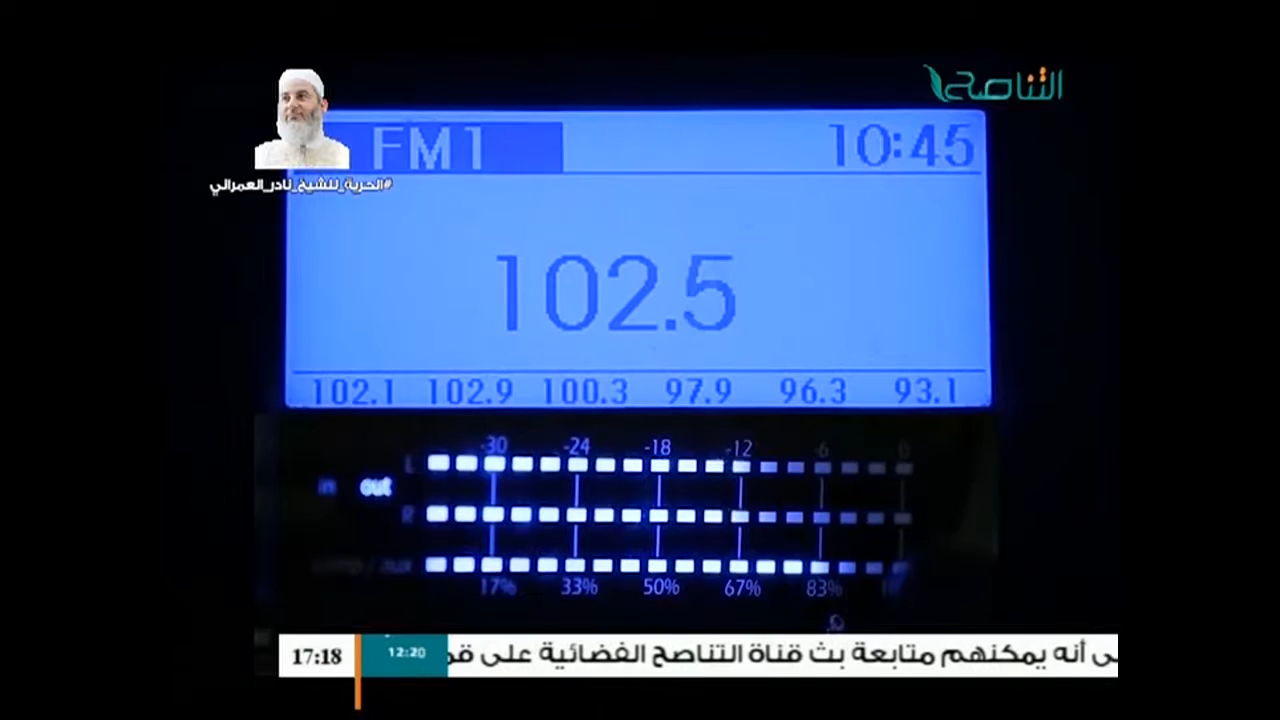 التناصح
FM1
10:45
#الحرية_للشيخ_نادر_العمراني
102.5
102.1 102.9 100.3 97.9 96.3 93.1
-30 -24 -18 -12 -6 0
L
in out
R
17% 33% 50% 67% 83%
17:18
12:20
أنه يمكنهم متابعة بث قناة التناصح الفضائية على